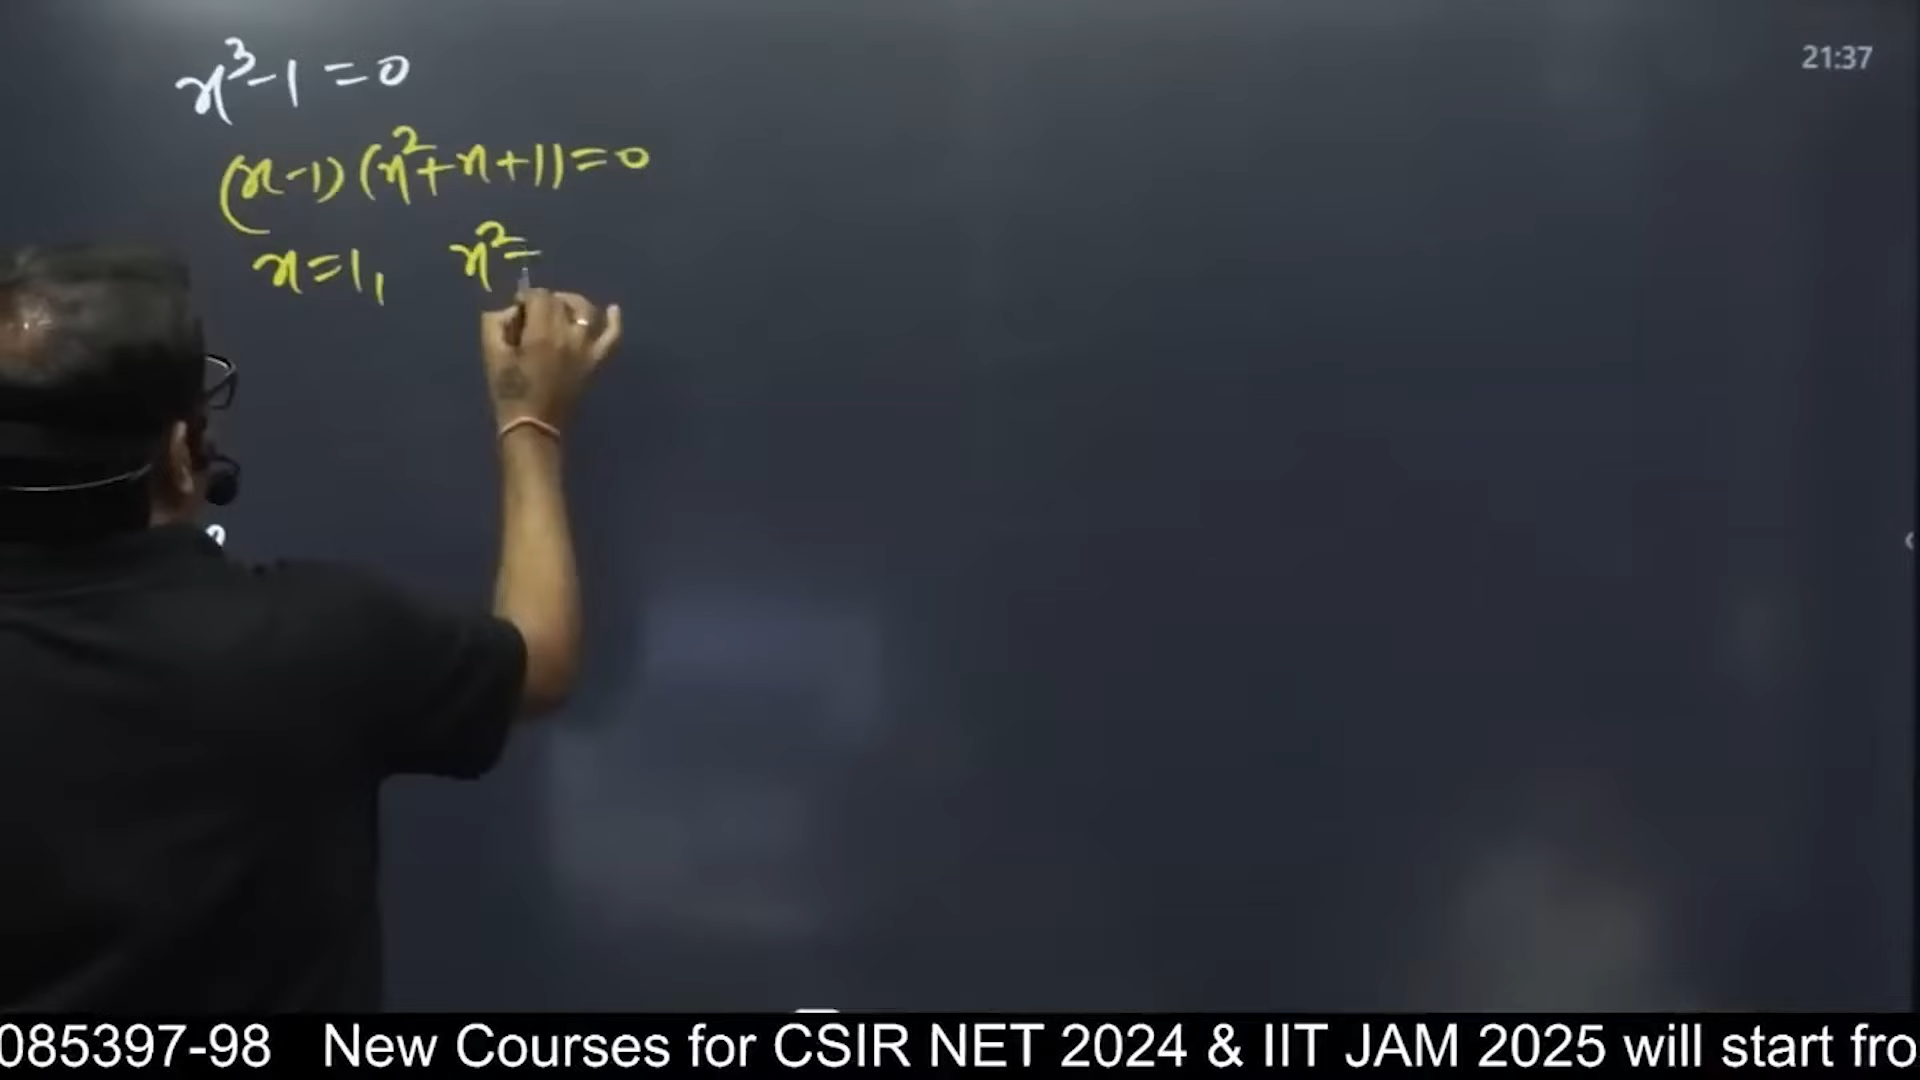 21:37
x³-1=0
(x-1)(x²+x+1)=0
x=1, x²=
085397-98 New Courses for CSIR NET 2024 & IIT JAM 2025 will start fro